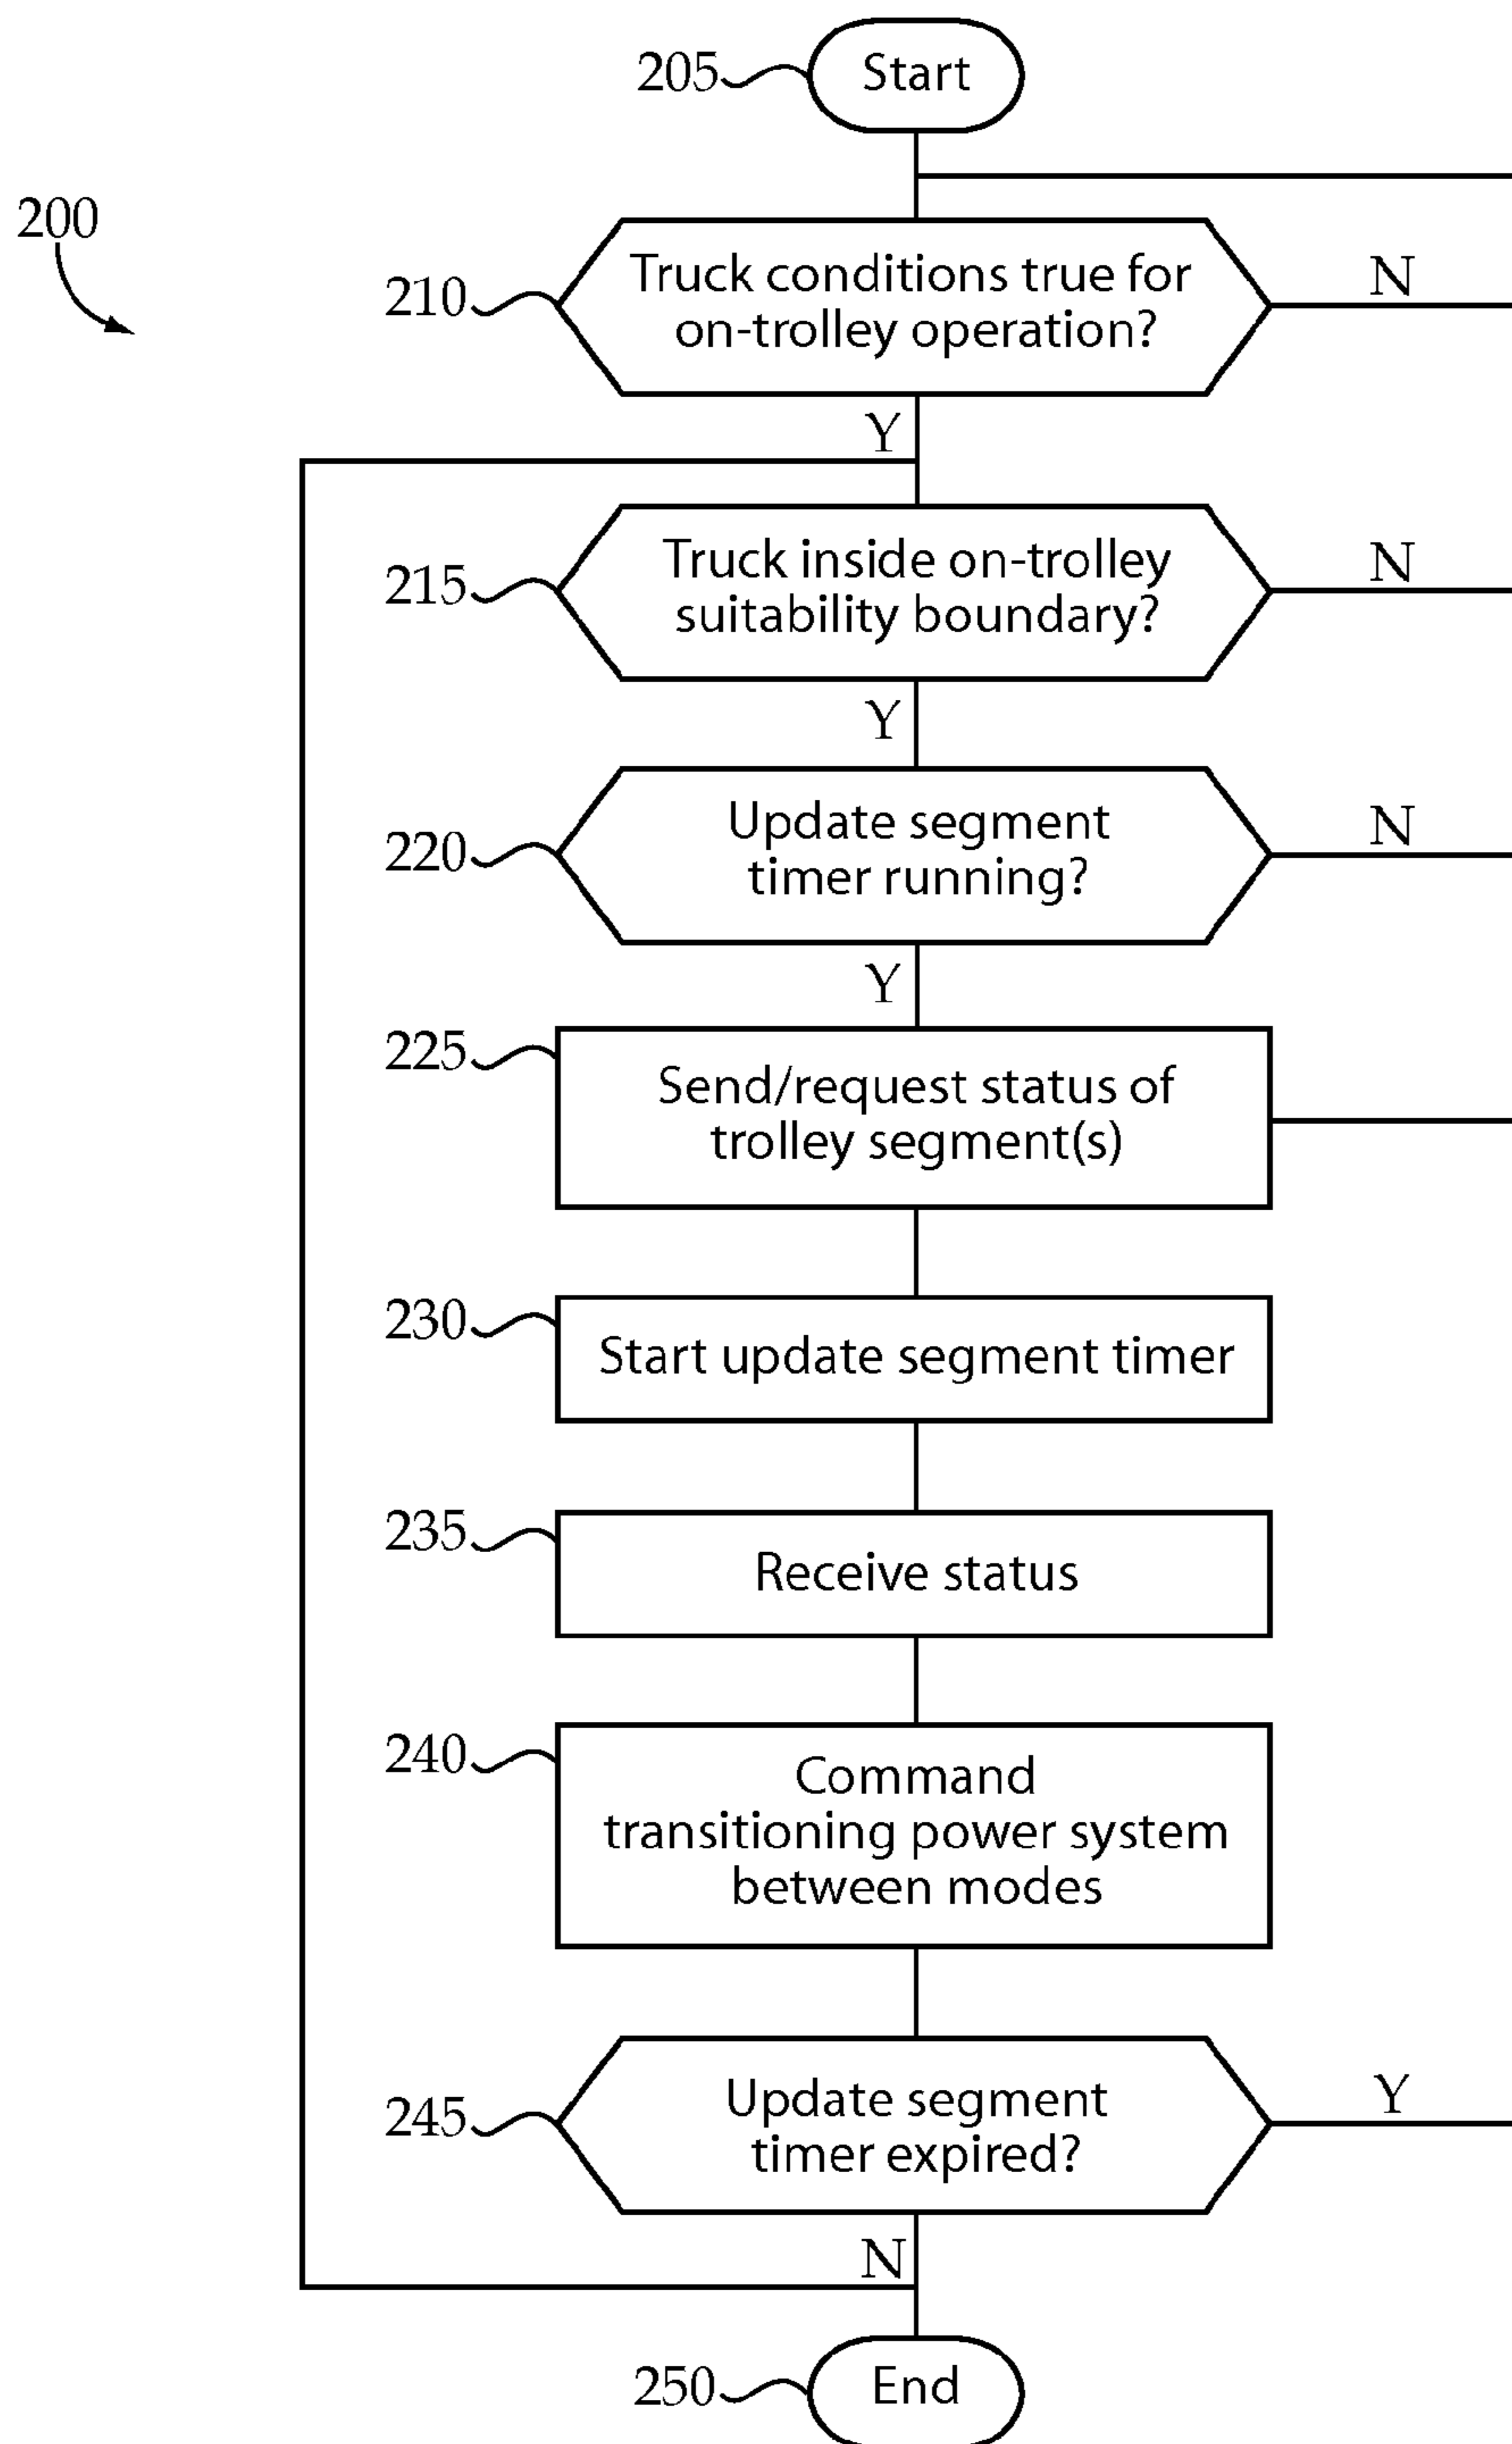 205
Start
200
210
Truck conditions true for
on-trolley operation?
N
Y
215
Truck inside on-trolley
suitability boundary?
N
Y
220
Update segment
timer running?
N
Y
225
Send/request status of
trolley segment(s)
230
Start update segment timer
235
Receive status
240
Command
transitioning power system
between modes
245
Update segment
timer expired?
Y
N
250
End